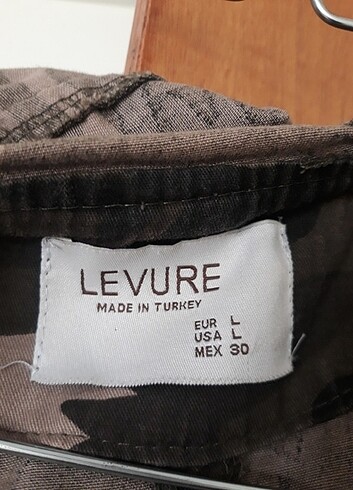 LEVURE
MADE IN TURKEY
EUR L
USA L
MEX 30